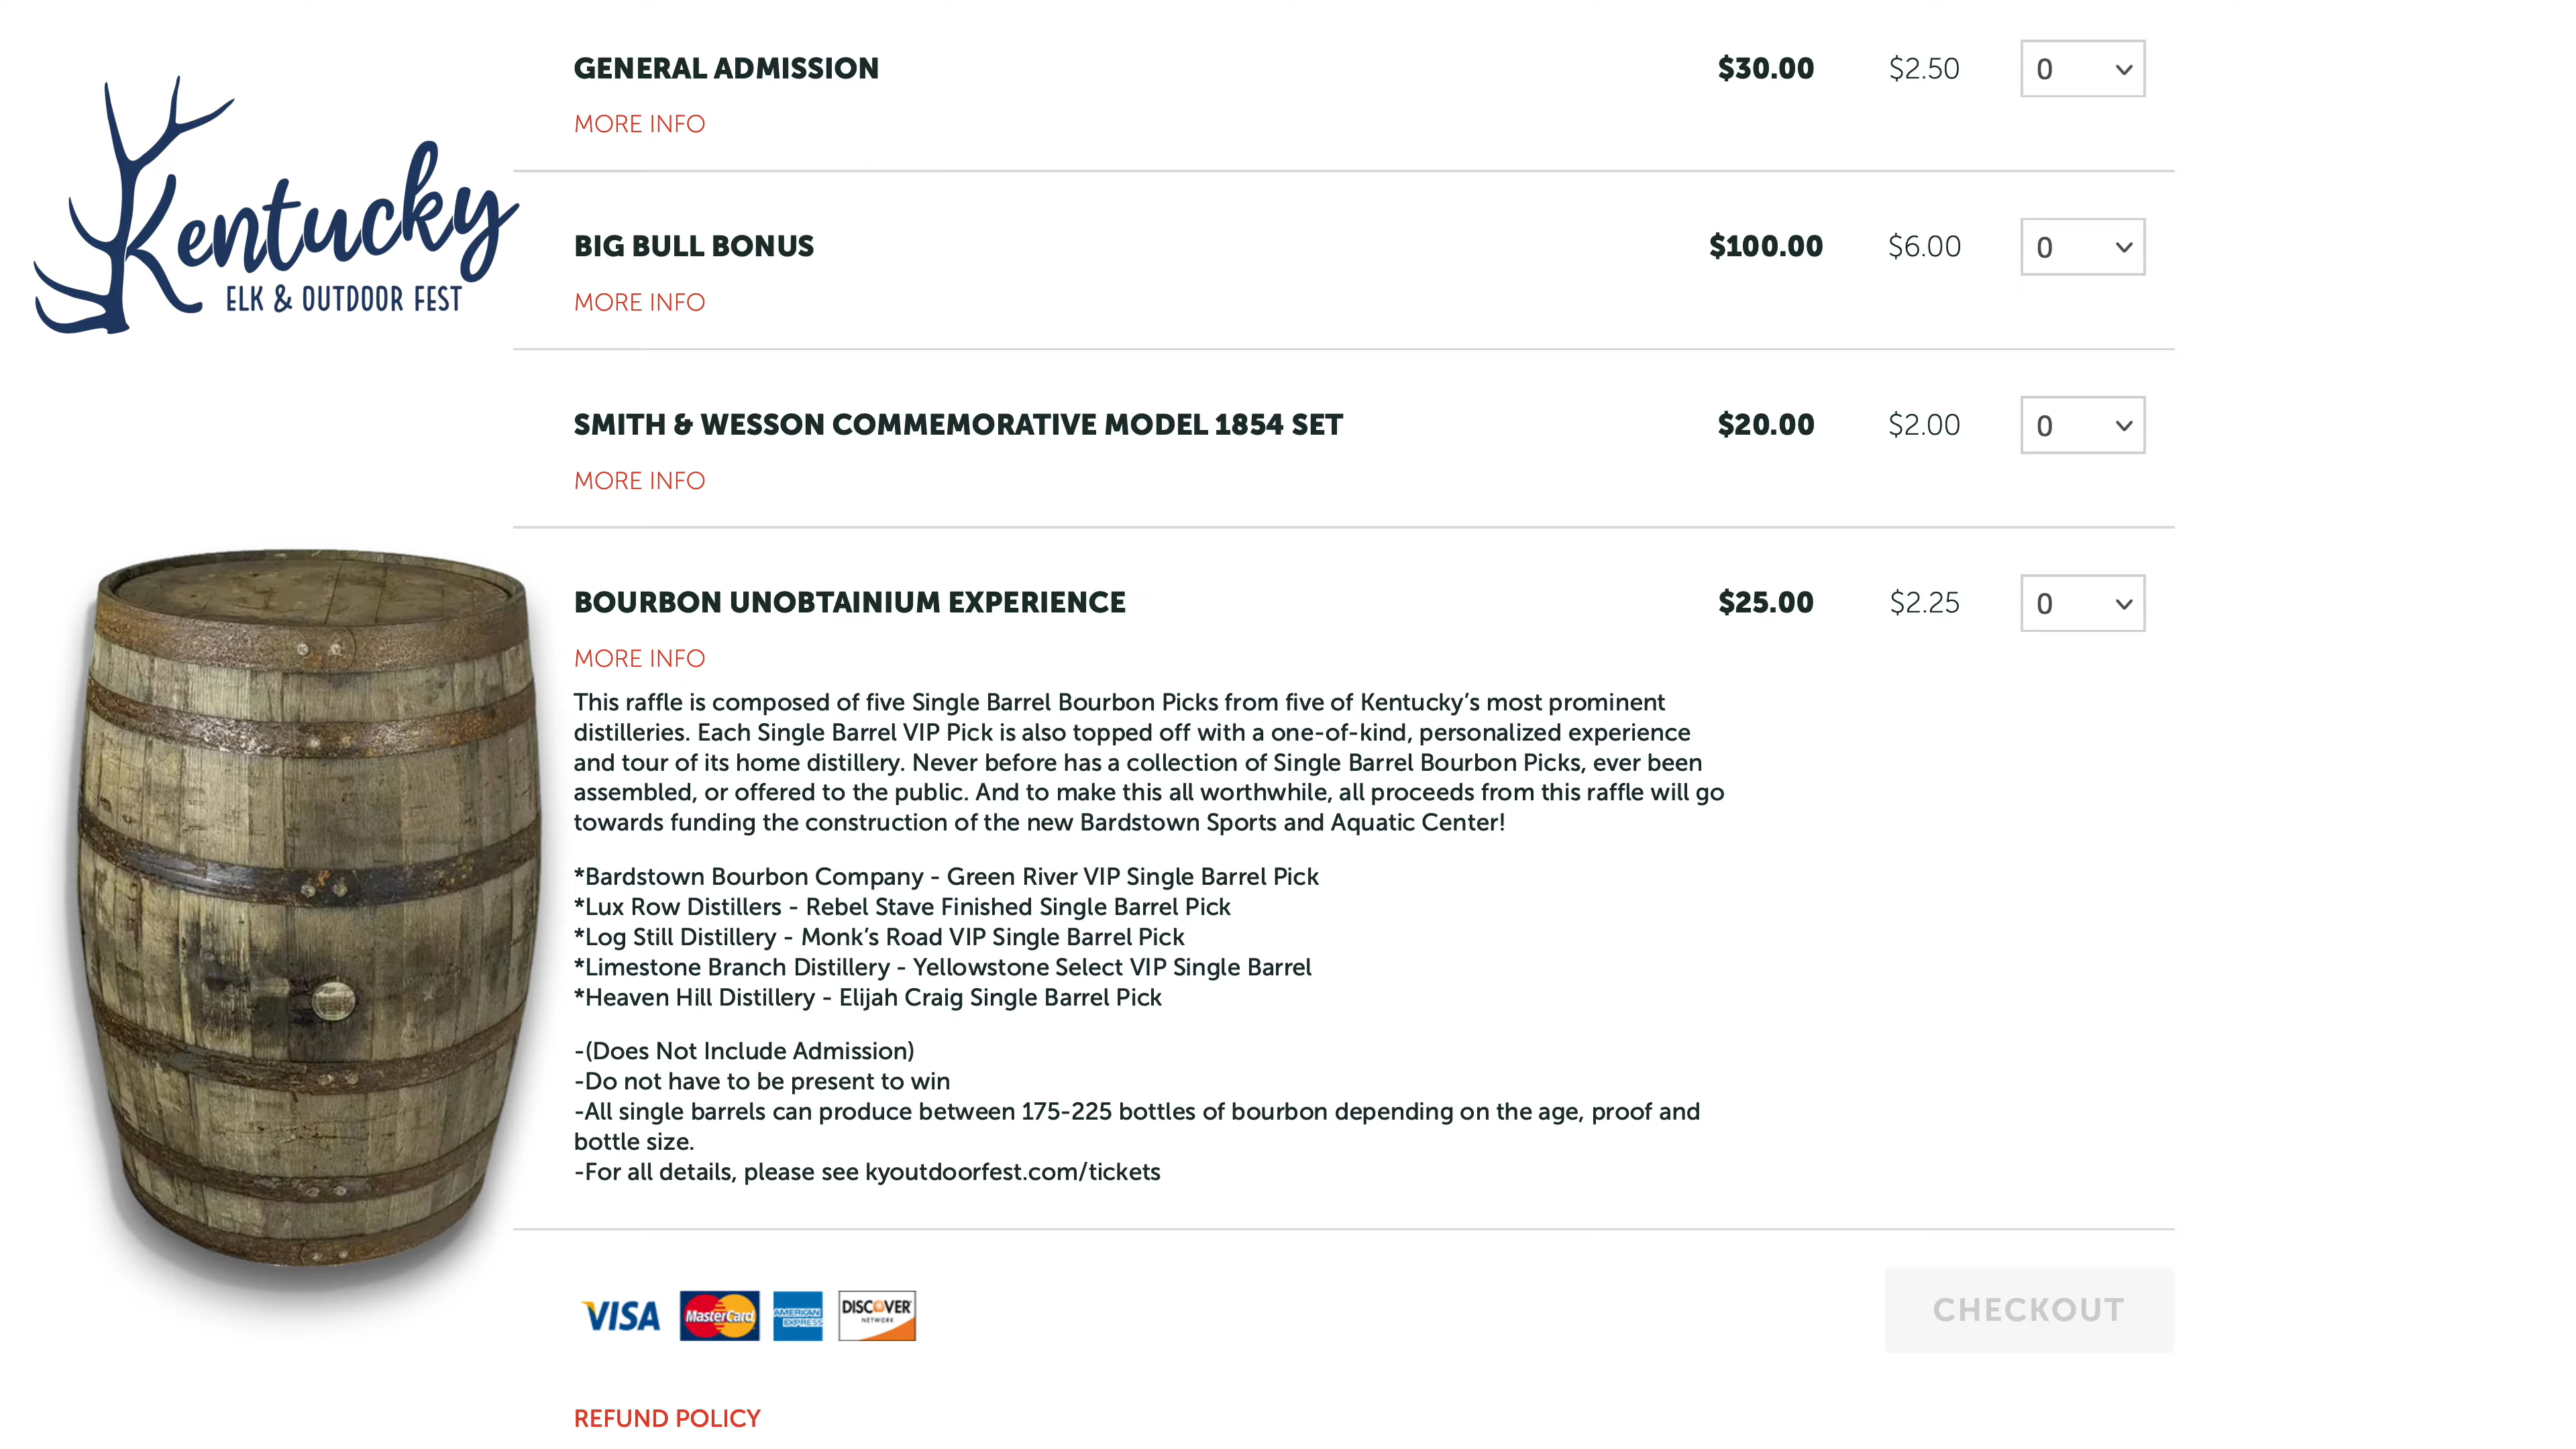 Kentucky
ELK & OUTDOOR FEST
GENERAL ADMISSION $30.00 $2.50 0
MORE INFO
BIG BULL BONUS $100.00 $6.00 0
MORE INFO
SMITH & WESSON COMMEMORATIVE MODEL 1854 SET $20.00 $2.00 0
MORE INFO
BOURBON UNOBTAINIUM EXPERIENCE $25.00 $2.25 0
MORE INFO
This raffle is composed of five Single Barrel Bourbon Picks from five of Kentucky’s most prominent
distilleries. Each Single Barrel VIP Pick is also topped off with a one-of-kind, personalized experience
and tour of its home distillery. Never before has a collection of Single Barrel Bourbon Picks, ever been
assembled, or offered to the public. And to make this all worthwhile, all proceeds from this raffle will go
towards funding the construction of the new Bardstown Sports and Aquatic Center!
*Bardstown Bourbon Company - Green River VIP Single Barrel Pick
*Lux Row Distillers - Rebel Stave Finished Single Barrel Pick
*Log Still Distillery - Monk’s Road VIP Single Barrel Pick
*Limestone Branch Distillery - Yellowstone Select VIP Single Barrel
*Heaven Hill Distillery - Elijah Craig Single Barrel Pick
-(Does Not Include Admission)
-Do not have to be present to win
-All single barrels can produce between 175-225 bottles of bourbon depending on the age, proof and
bottle size.
-For all details, please see kyoutdoorfest.com/tickets
VISA MasterCard AMERICAN EXPRESS DISCOVER NETWORK
CHECKOUT
REFUND POLICY